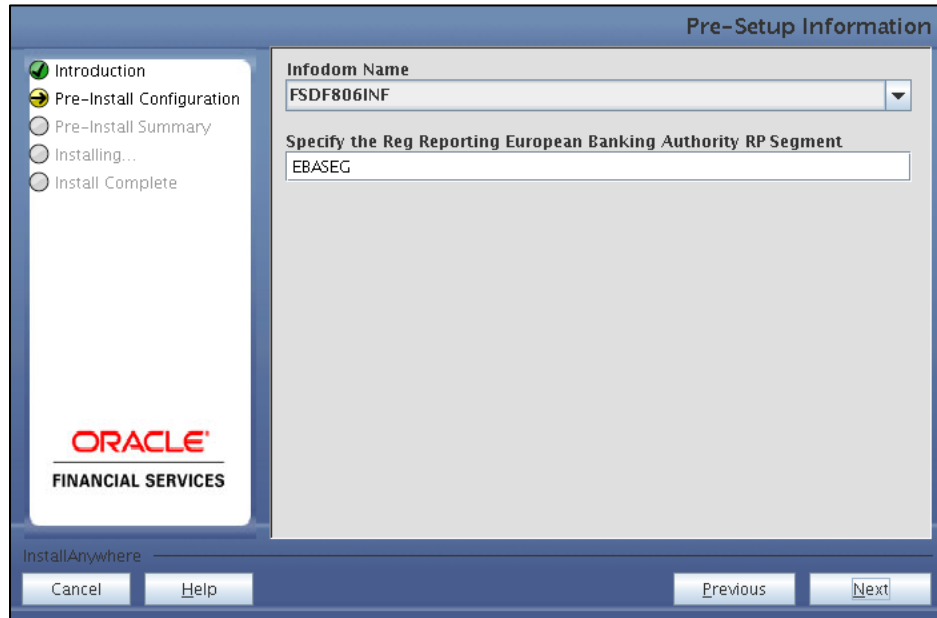 Pre-Setup Information
Introduction
Pre-Install Configuration
Pre-Install Summary
Installing...
Install Complete
ORACLE'
FINANCIAL SERVICES
Infodom Name
FSDF806INF
Specify the Reg Reporting European Banking Authority RP Segment
EBASEG
InstallAnywhere
Cancel
Help
Previous
Next